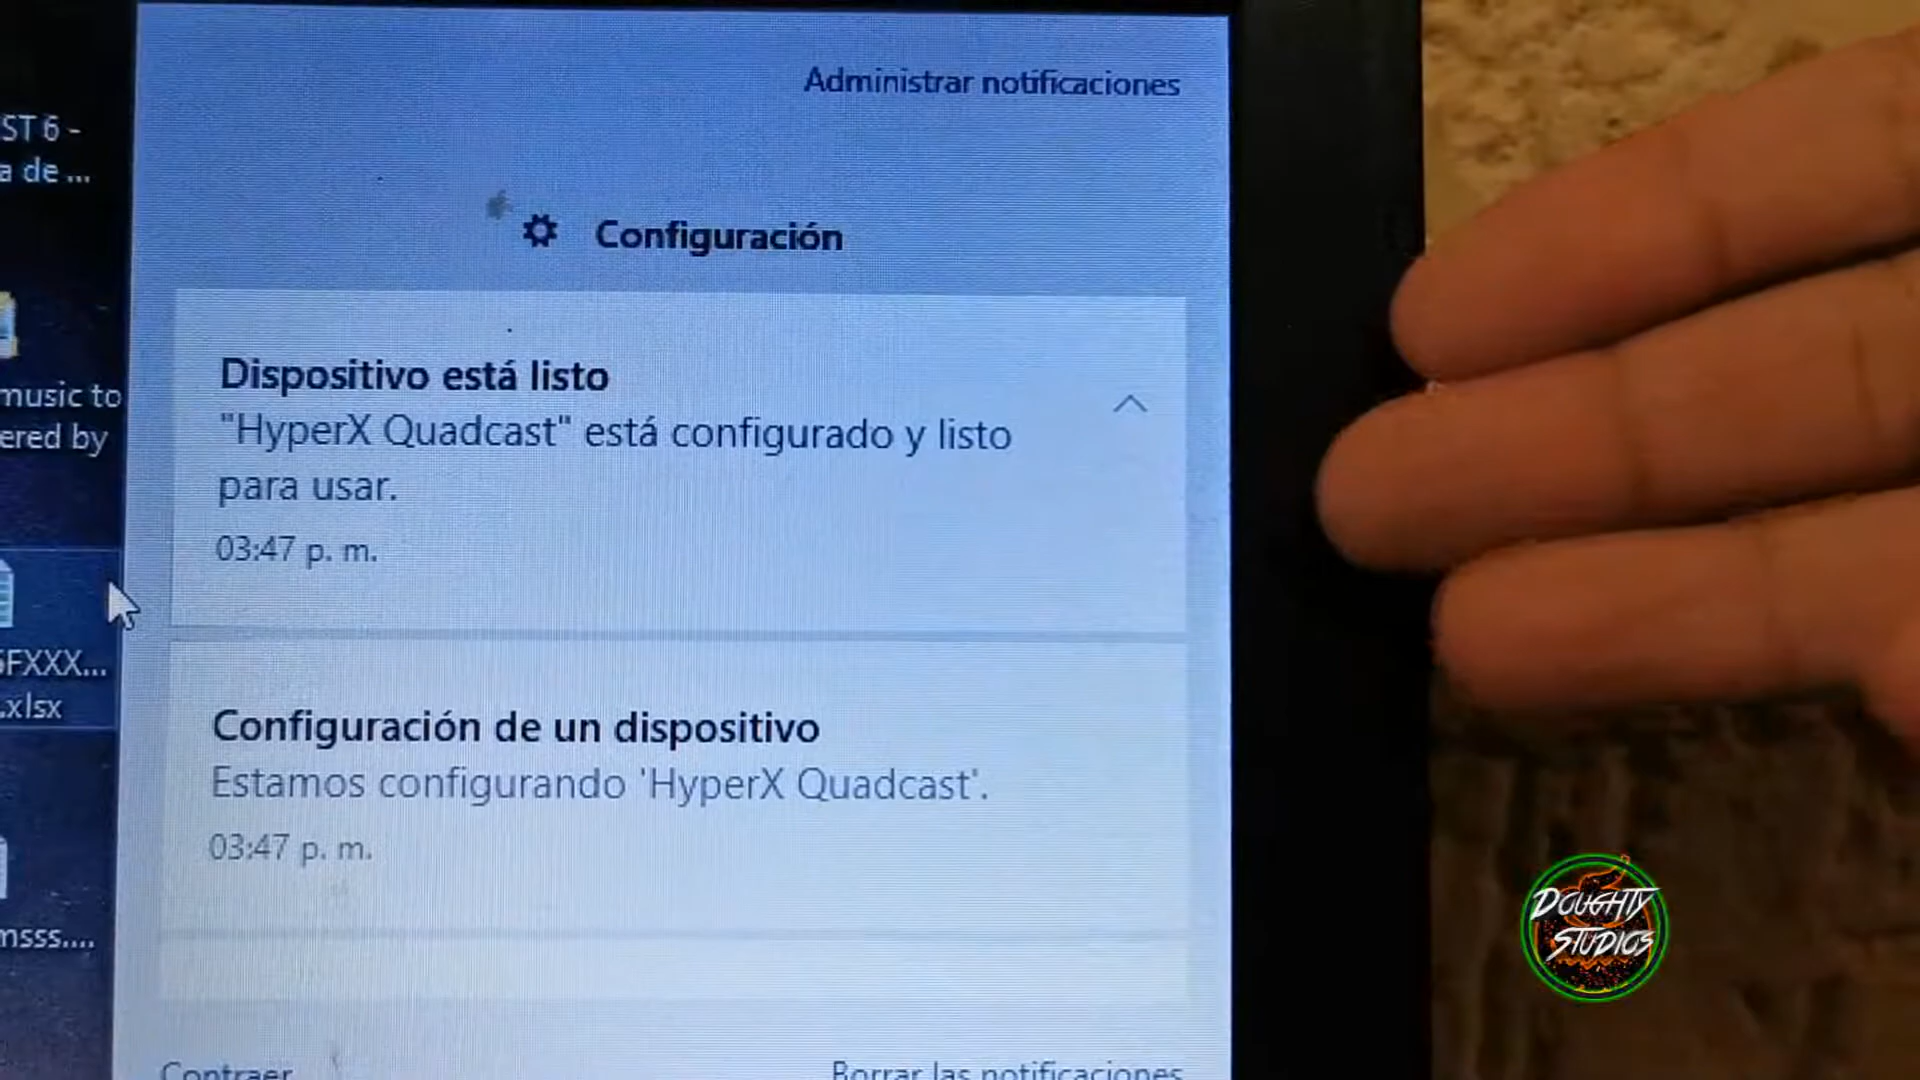 Administrar notificaciones
ST 6 -
a de ...
Configuración
Dispositivo está listo
"HyperX Quadcast" está configurado y listo
para usar.
03:47 p. m.
music to
ered by
FXXX...
.xlsx
Configuración de un dispositivo
Estamos configurando 'HyperX Quadcast'.
03:47 p. m.
msss....
Contraer
Borrar las notificaciones
DOUGHTY
STUDIOS